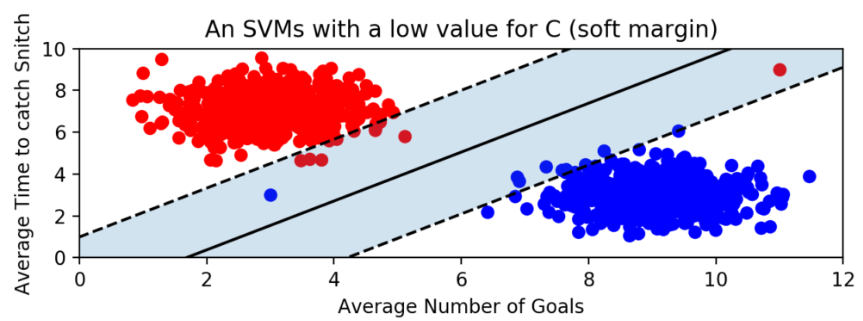 An SVMs with a low value for C (soft margin)
Average Time to catch Snitch
10
8
6
4
2
0
0 2 4 6 8 10 12
Average Number of Goals